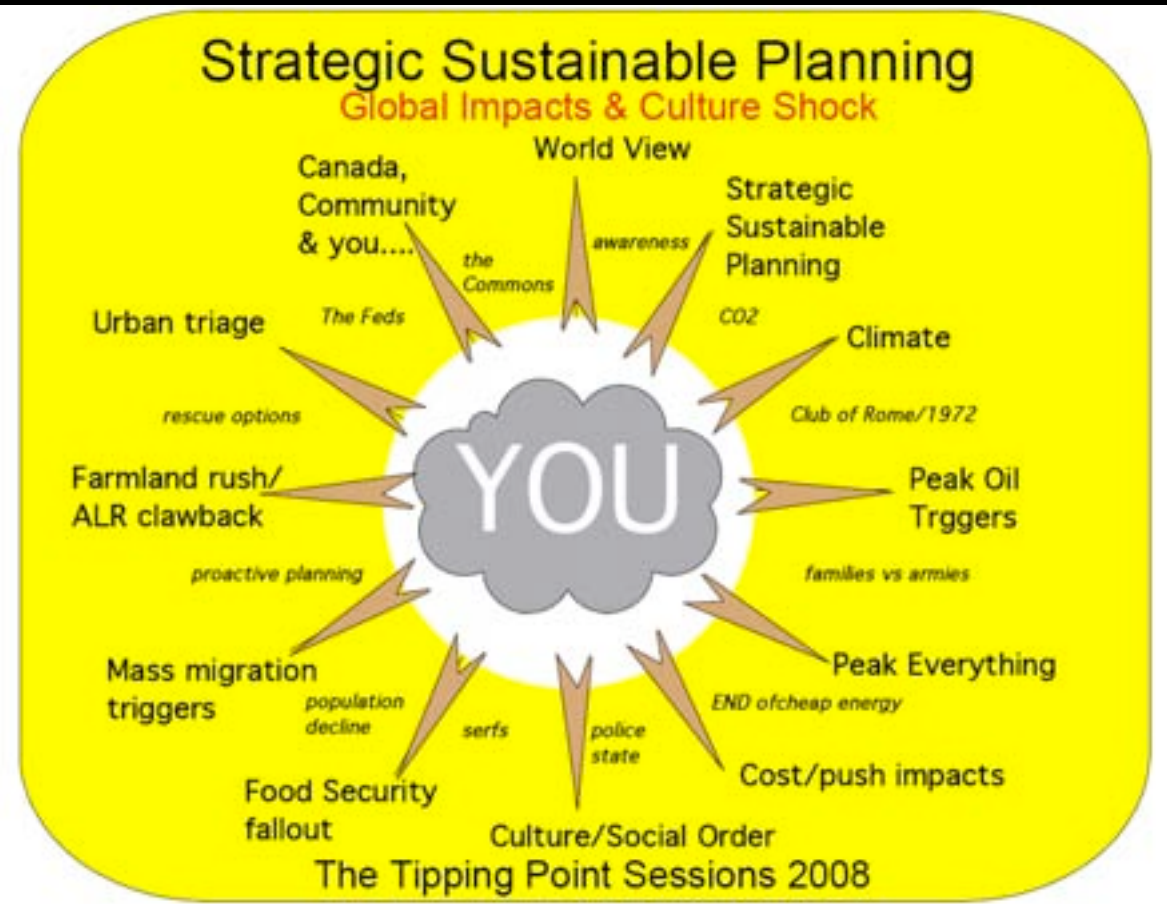 Strategic Sustainable Planning
Global Impacts & Culture Shock
World View
Canada,
Community
& you....
Strategic
Sustainable
Planning
the
Commons
awareness
The Feds
CO2
Urban triage
Climate
rescue options
Club of Rome/1972
YOU
Farmland rush/
ALR clawback
Peak Oil
Trggers
proactive planning
families vs armies
Mass migration
triggers
Peak Everything
population
decline
serfs
police
state
END ofcheap energy
Food Security
fallout
Cost/push impacts
Culture/Social Order
The Tipping Point Sessions 2008